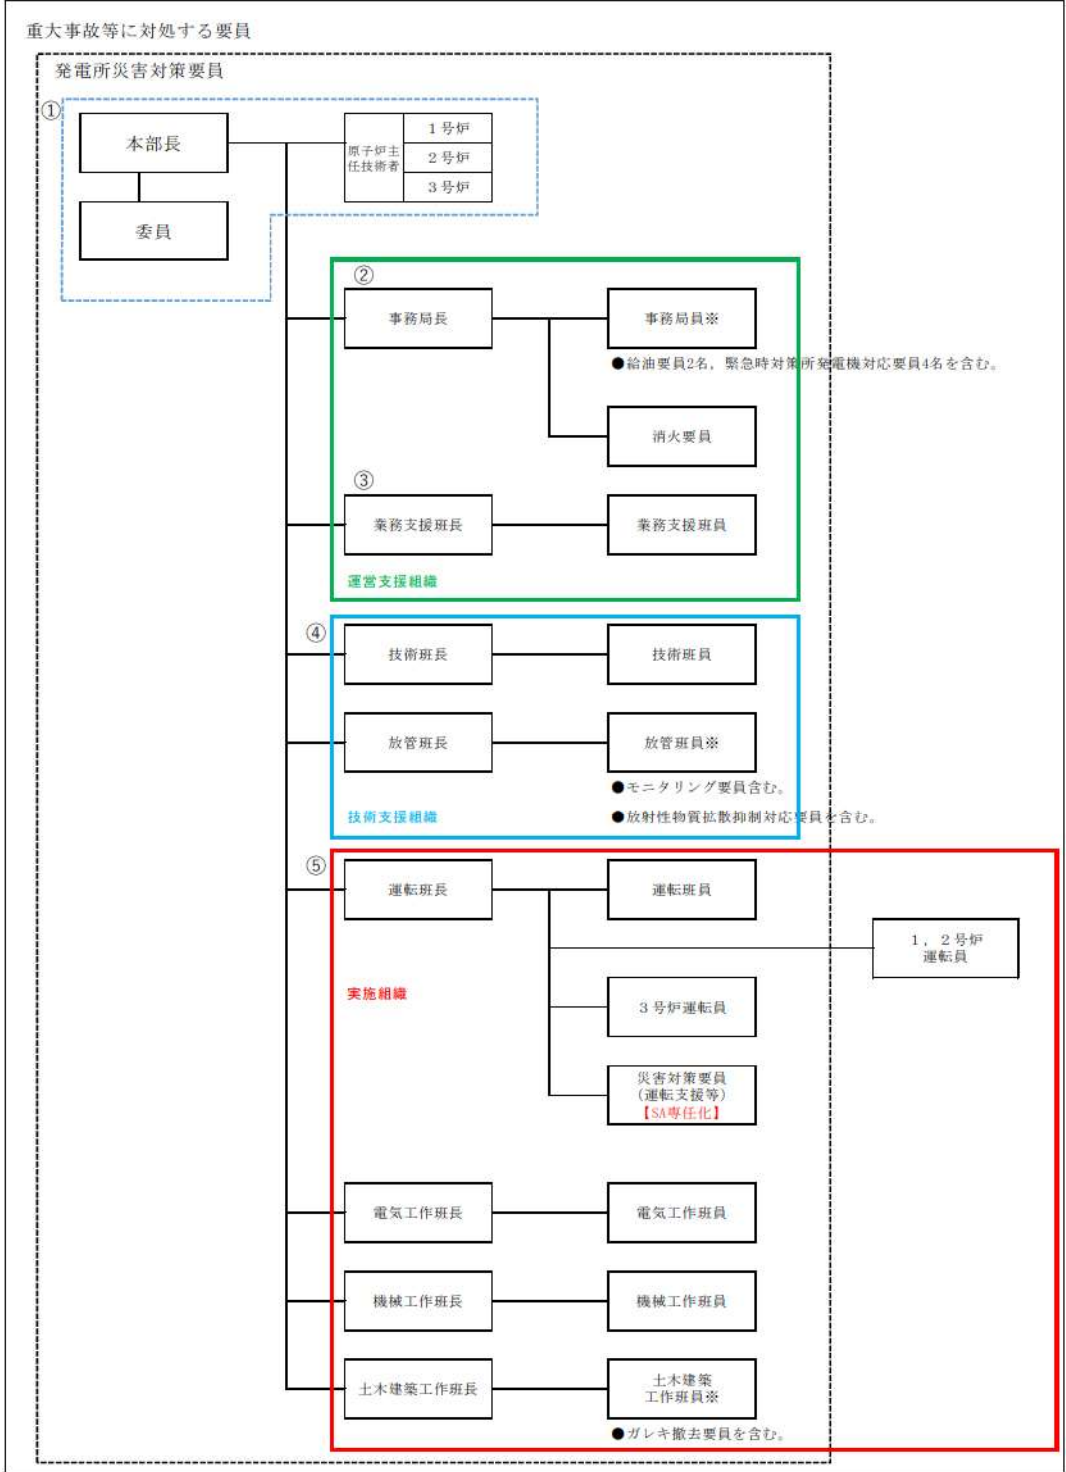 重大事故等に対処する要員
発電所災害対策要員
①
本部長
委員
原子炉主
任技術者
1号炉
2号炉
3号炉
②
事務局長
事務局員※
●給油要員2名，緊急時対策所発電機対応要員4名を含む。
消火要員
③
業務支援班長
業務支援班員
運営支援組織
④
技術班長
技術班員
放管班長
放管班員※
●モニタリング要員含む。
技術支援組織
●放射性物質拡散抑制対応要員を含む。
⑤
運転班長
運転班員
1，2号炉
運転員
実施組織
3号炉運転員
災害対策要員
(運転支援等)
【SA専任化】
電気工作班長
電気工作班員
機械工作班長
機械工作班員
土木建築工作班長
土木建築
工作班員※
●ガレキ撤去要員を含む。